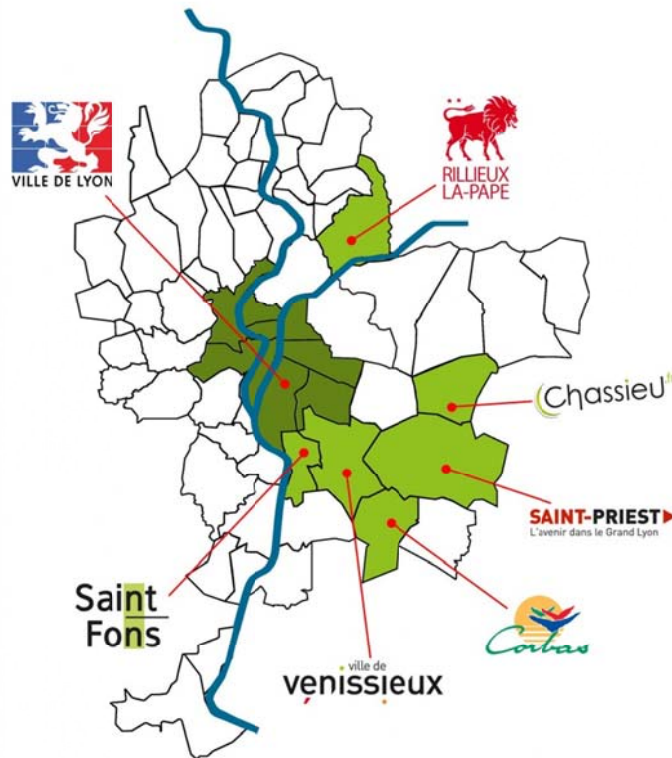 VILLE DE LYON
RILLIEUX
LA-PAPE
Chassieu.fr
SAINT-PRIEST
L'avenir dans le Grand Lyon
Saint
Fons
Corbas
ville de
vénissieux